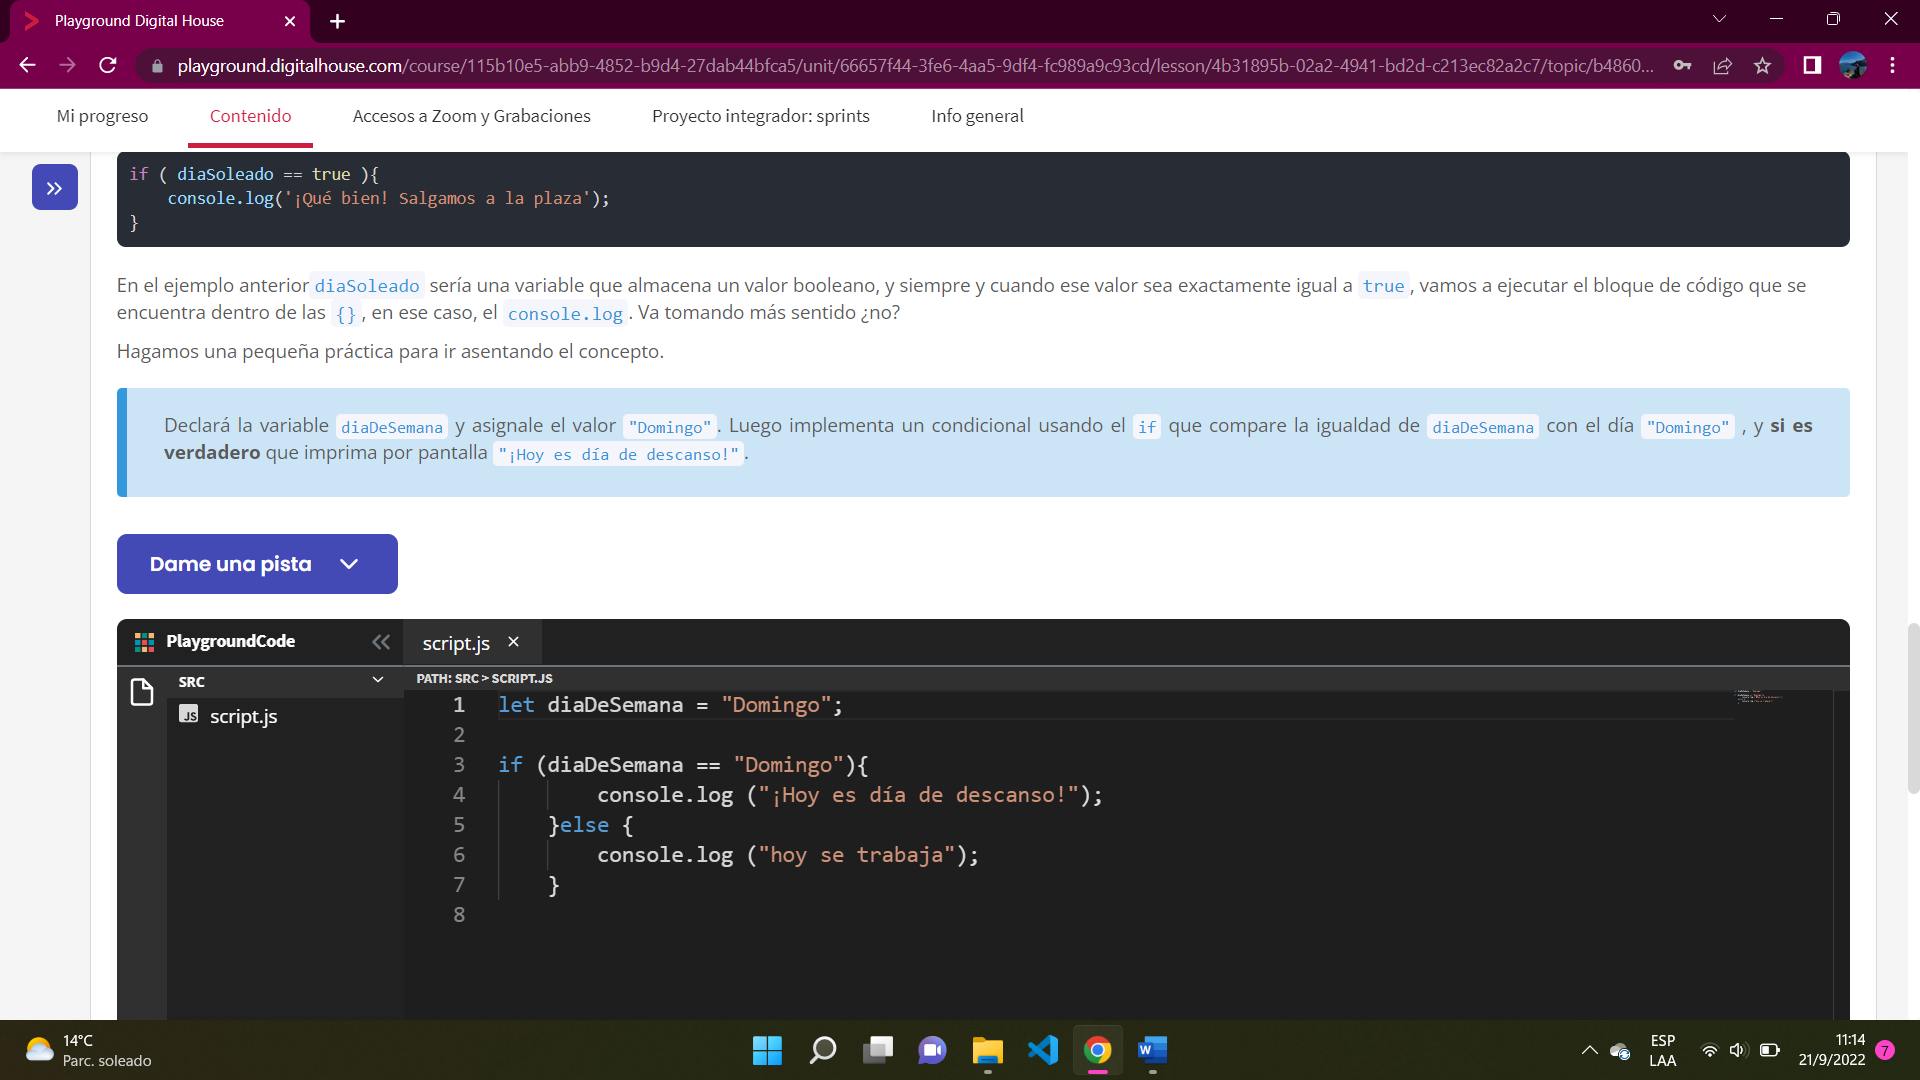 Playground Digital House
playground.digitalhouse.com/course/115b10e5-abb9-4852-b9d4-27dab44bfca5/unit/66657f44-3fe6-4aa5-9df4-fc989a9c93cd/lesson/4b31895b-02a2-4941-bd2d-c213ec82a2c7/topic/b4860...
Mi progreso
Contenido
Accesos a Zoom y Grabaciones
Proyecto integrador: sprints
Info general
if ( diaSoleado == true ){
    console.log('¡Qué bien! Salgamos a la plaza');
}
En el ejemplo anterior diaSoleado sería una variable que almacena un valor booleano, y siempre y cuando ese valor sea exactamente igual a true, vamos a ejecutar el bloque de código que se
encuentra dentro de las {}, en ese caso, el console.log. Va tomando más sentido ¿no?
Hagamos una pequeña práctica para ir asentando el concepto.
Declará la variable diaDeSemana y asignale el valor "Domingo". Luego implementa un condicional usando el if que compare la igualdad de diaDeSemana con el día "Domingo" , y si es
verdadero que imprima por pantalla "¡Hoy es día de descanso!".
Dame una pista
PlaygroundCode
script.js
SRC
JS script.js
PATH: SRC > SCRIPT.JS
1 let diaDeSemana = "Domingo";
2
3 if (diaDeSemana == "Domingo"){
4         console.log ("¡Hoy es día de descanso!");
5     }else {
6         console.log ("hoy se trabaja");
7     }
8
14°C
Parc. soleado
W
ESP
LAA
11:14
21/9/2022
7